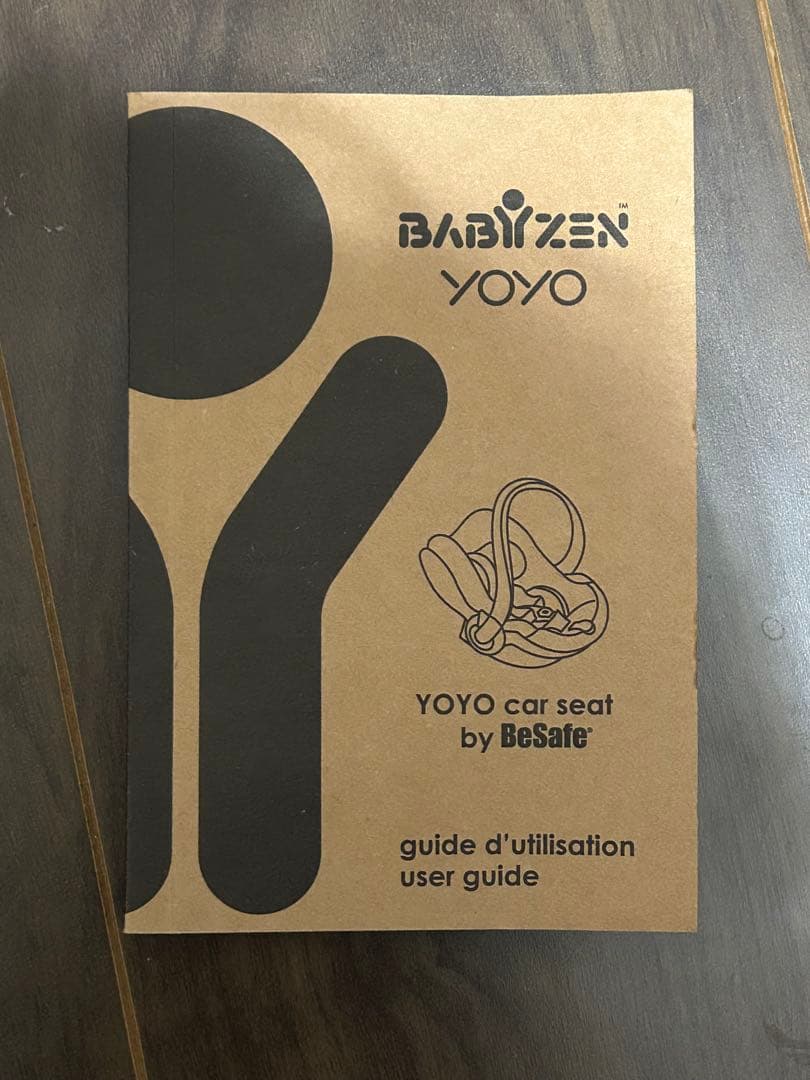 BABYZEN™
YOYO
YOYO car seat
by BeSafe®
guide d'utilisation
user guide